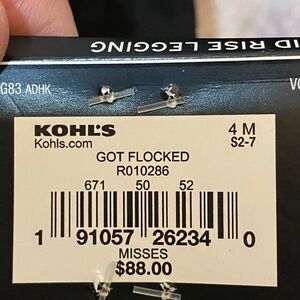 ID RISE LEGGING
G83 ADHK
KOHL'S
4 M
Kohls.com
S2-7
GOT FLOCKED
R010286
671 50 52
1 91057 26234 0
MISSES
$88.00